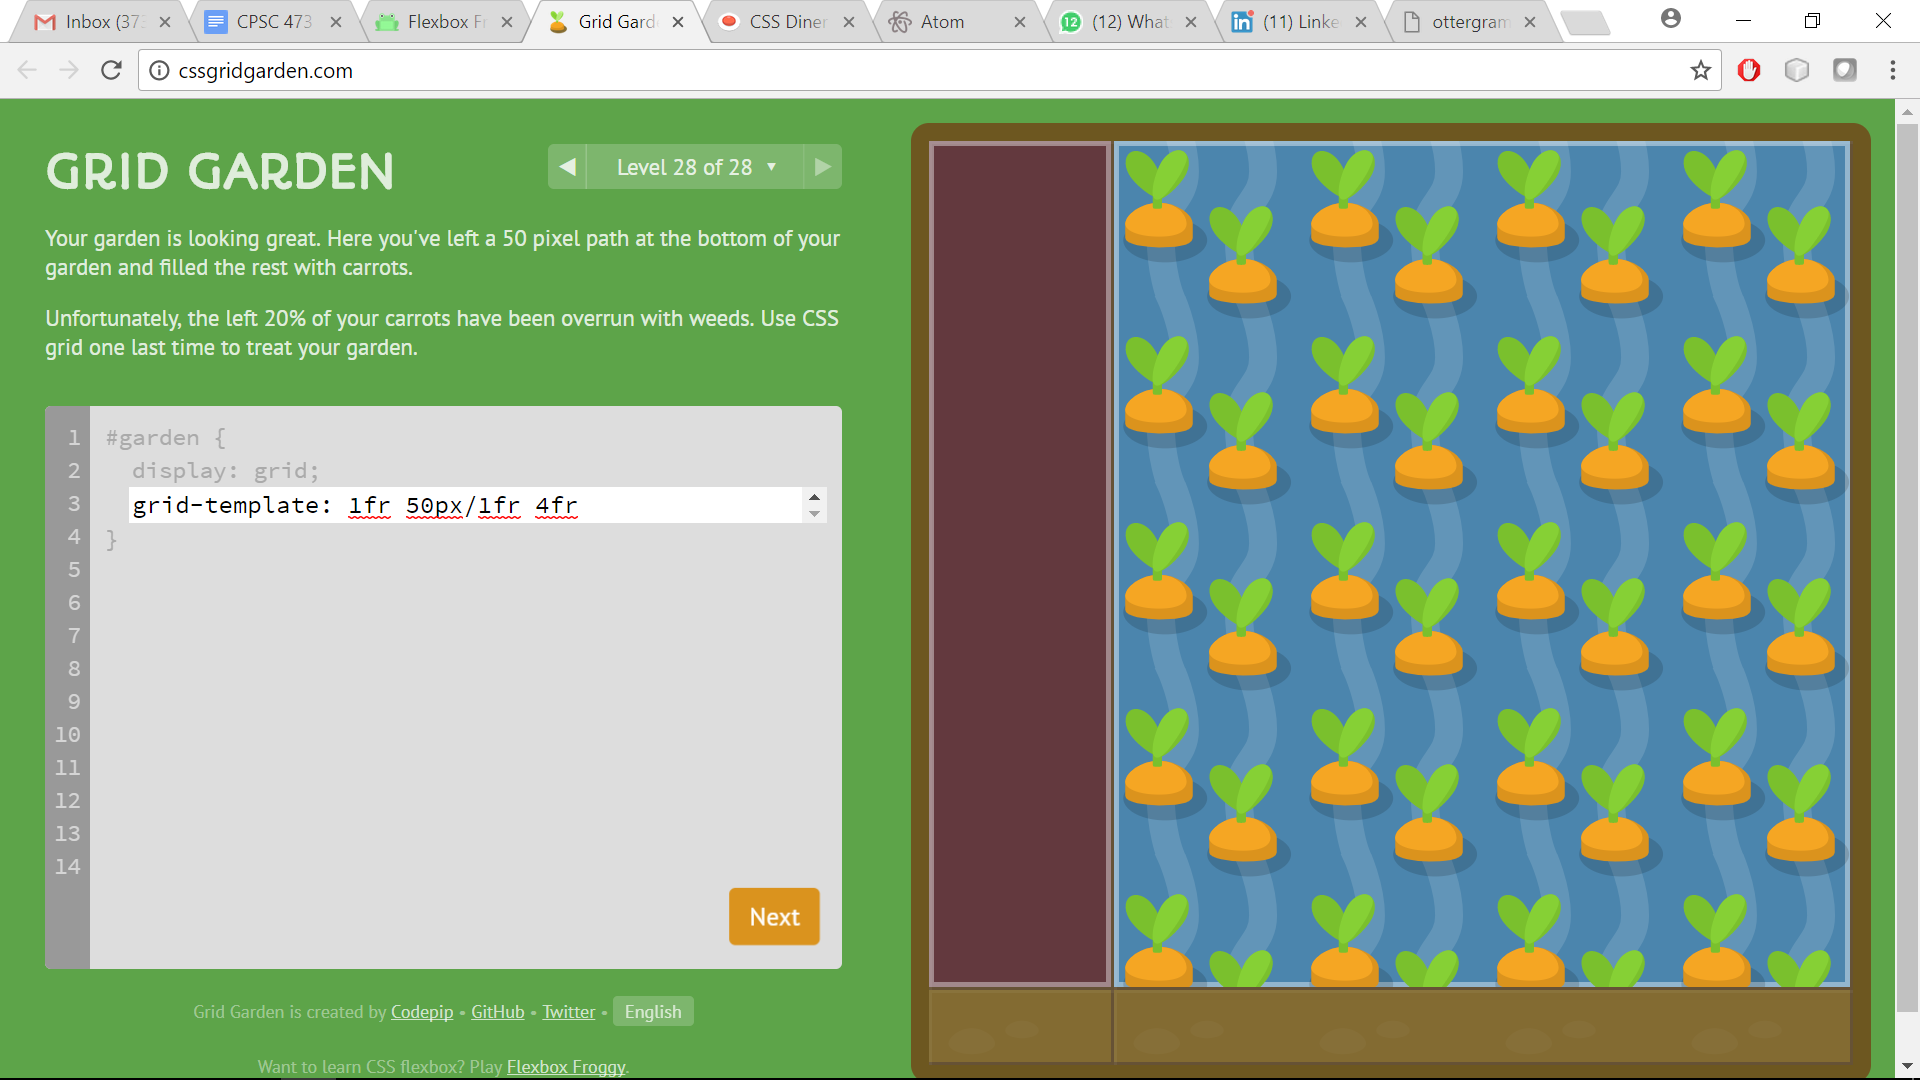 Inbox (37
CPSC 473
Flexbox Fr
Grid Gard
CSS Diner
Atom
12
(12) What
in
(11) Linke
ottergram
cssgridgarden.com
GRID GARDEN
Level 28 of 28
Your garden is looking great. Here you've left a 50 pixel path at the bottom of your
garden and filled the rest with carrots.
Unfortunately, the left 20% of your carrots have been overrun with weeds. Use CSS
grid one last time to treat your garden.
1 #garden {
2 display: grid;
3 grid-template: 1fr 50px/1fr 4fr
4 }
5
6
7
8
9
10
11
12
13
14
Next
Grid Garden is created by Codepip • GitHub • Twitter • English
Want to learn CSS flexbox? Play Flexbox Froggy.